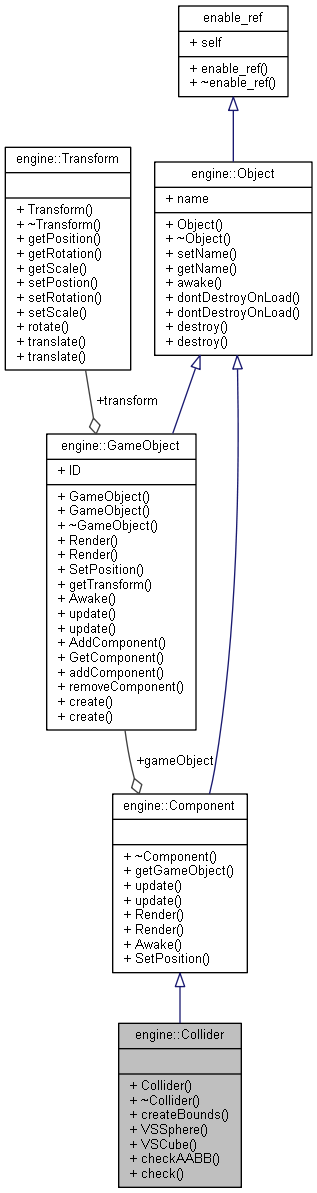 enable_ref
+ self
+ enable_ref()
+ ~enable_ref()
engine::Transform
+ Transform()
+ ~Transform()
+ getPosition()
+ getRotation()
+ getScale()
+ setPostion()
+ setRotation()
+ setScale()
+ rotate()
+ translate()
+ translate()
engine::Object
+ name
+ Object()
+ ~Object()
+ setName()
+ getName()
+ awake()
+ dontDestroyOnLoad()
+ dontDestroyOnLoad()
+ destroy()
+ destroy()
+transform
engine::GameObject
+ ID
+ GameObject()
+ GameObject()
+ ~GameObject()
+ Render()
+ Render()
+ SetPosition()
+ getTransform()
+ Awake()
+ update()
+ update()
+ AddComponent()
+ GetComponent()
+ addComponent()
+ removeComponent()
+ create()
+ create()
+gameObject
engine::Component
+ ~Component()
+ getGameObject()
+ update()
+ update()
+ Render()
+ Render()
+ Awake()
+ SetPosition()
engine::Collider
+ Collider()
+ ~Collider()
+ createBounds()
+ VSSphere()
+ VSCube()
+ checkAABB()
+ check()